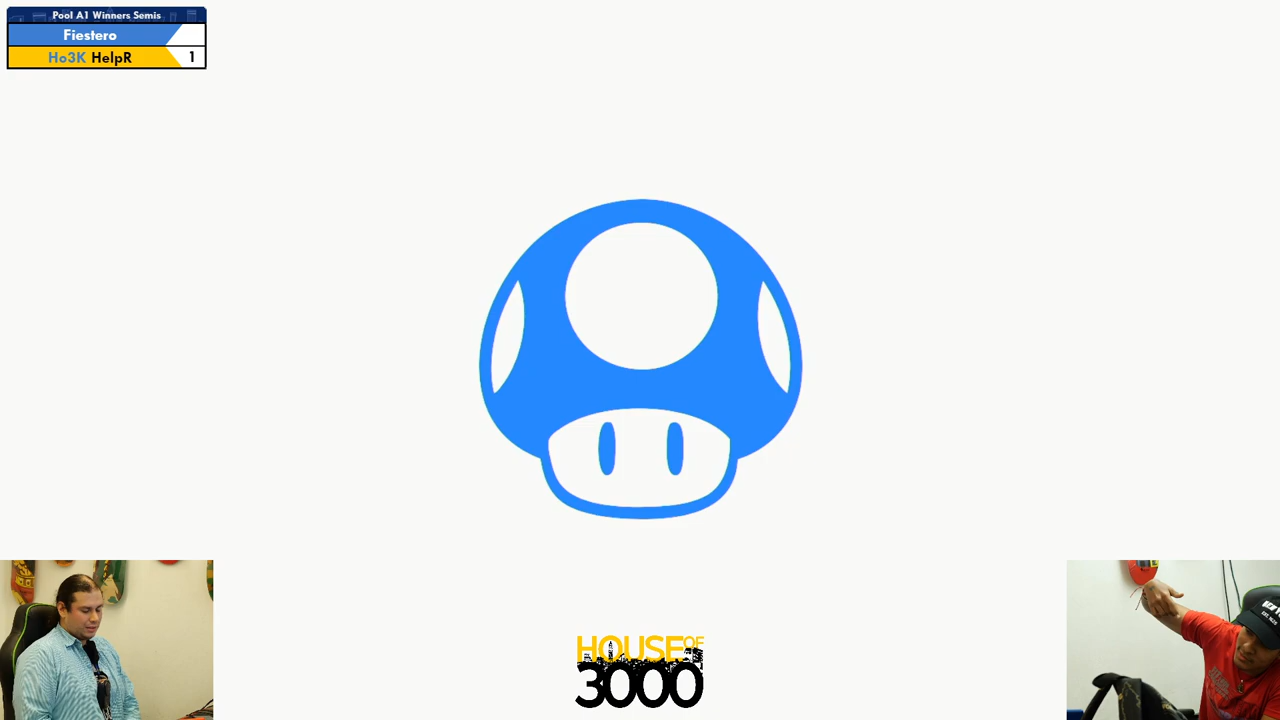 Pool A1 Winners Semis
Fiestero
Ho3K HelpR 1
HOUSE OF
3000